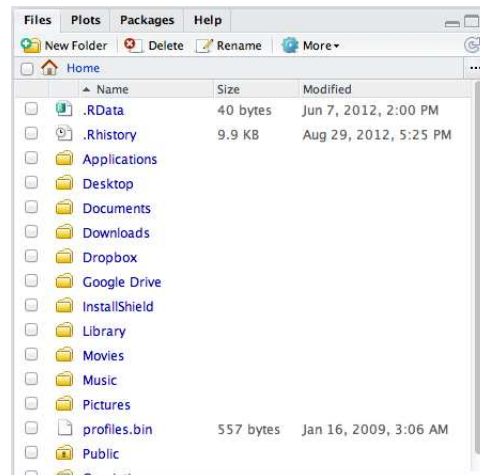 Files Plots Packages Help
New Folder Delete Rename More
Home ...
Name Size Modified
.RData 40 bytes Jun 7, 2012, 2:00 PM
.Rhistory 9.9 KB Aug 29, 2012, 5:25 PM
Applications
Desktop
Documents
Downloads
Dropbox
Google Drive
InstallShield
Library
Movies
Music
Pictures
profiles.bin 557 bytes Jan 16, 2009, 3:06 AM
Public